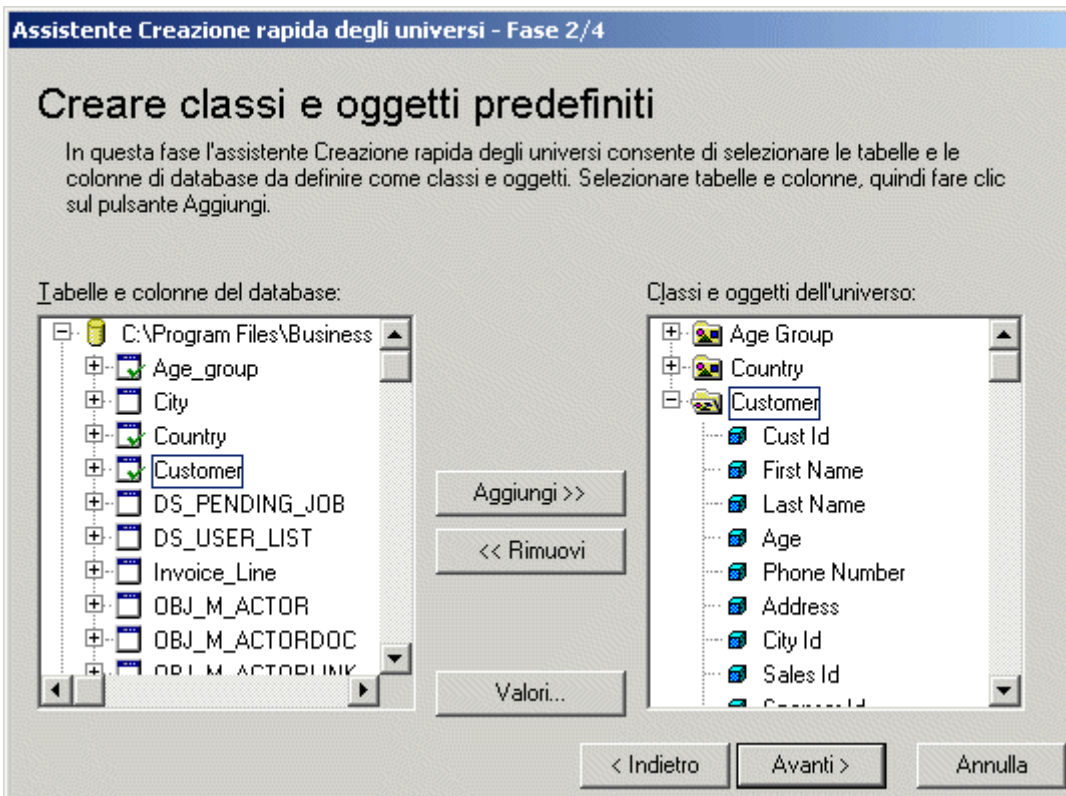 Assistente Creazione rapida degli universi - Fase 2/4
Creare classi e oggetti predefiniti
In questa fase l'assistente Creazione rapida degli universi consente di selezionare le tabelle e le
colonne di database da definire come classi e oggetti. Selezionare tabelle e colonne, quindi fare clic
sul pulsante Aggiungi.
Tabelle e colonne del database:
C:\Program Files\Business
Age_group
City
Country
Customer
DS_PENDING_JOB
DS_USER_LIST
Invoice_Line
OBJ_M_ACTOR
OBJ_M_ACTORDOC
OBJ_M_ACTORLINK
Aggiungi >>
<< Rimuovi
Valori...
Classi e oggetti dell'universo:
Age Group
Country
Customer
Cust Id
First Name
Last Name
Age
Phone Number
Address
City Id
Sales Id
Sponsor Id
< Indietro
Avanti >
Annulla